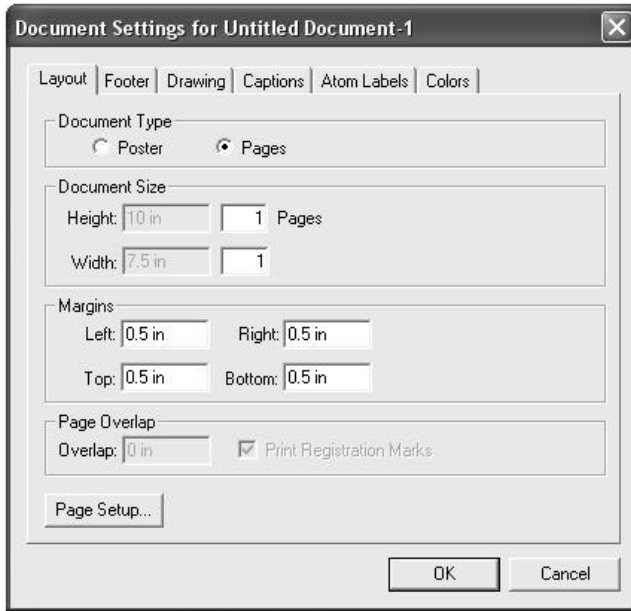 Document Settings for Untitled Document-1
Layout Footer Drawing Captions Atom Labels Colors
Document Type
Poster Pages
Document Size
Height: 10 in 1 Pages
Width: 7.5 in 1
Margins
Left: 0.5 in Right: 0.5 in
Top: 0.5 in Bottom: 0.5 in
Page Overlap
Overlap: 0 in Print Registration Marks
Page Setup...
OK Cancel